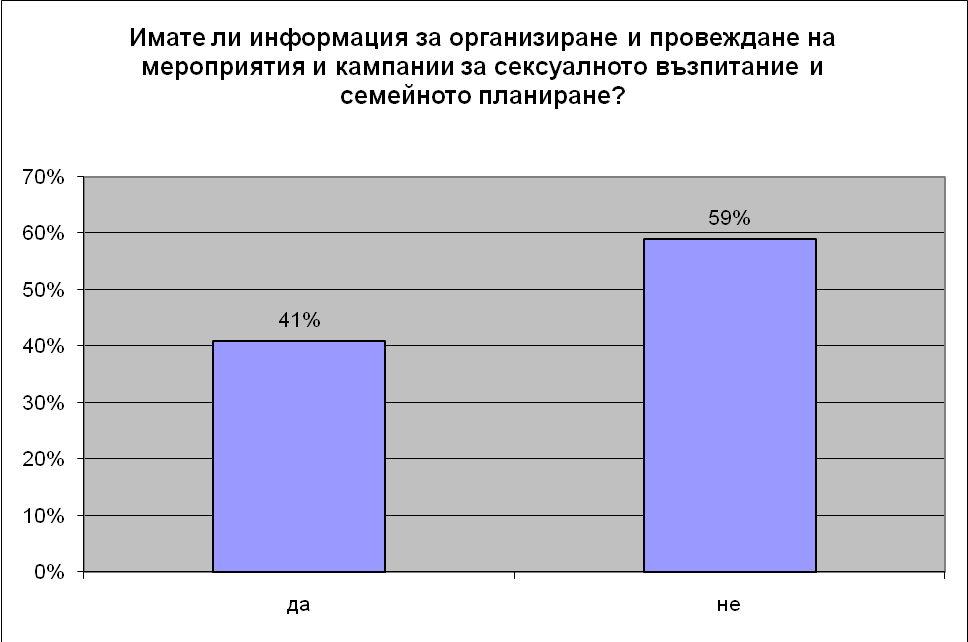 Имате ли информация за организиране и провеждане на
мероприятия и кампании за сексуалното възпитание и
семейното планиране?
70%
60%
50%
40%
30%
20%
10%
0%
41%
59%
да
не